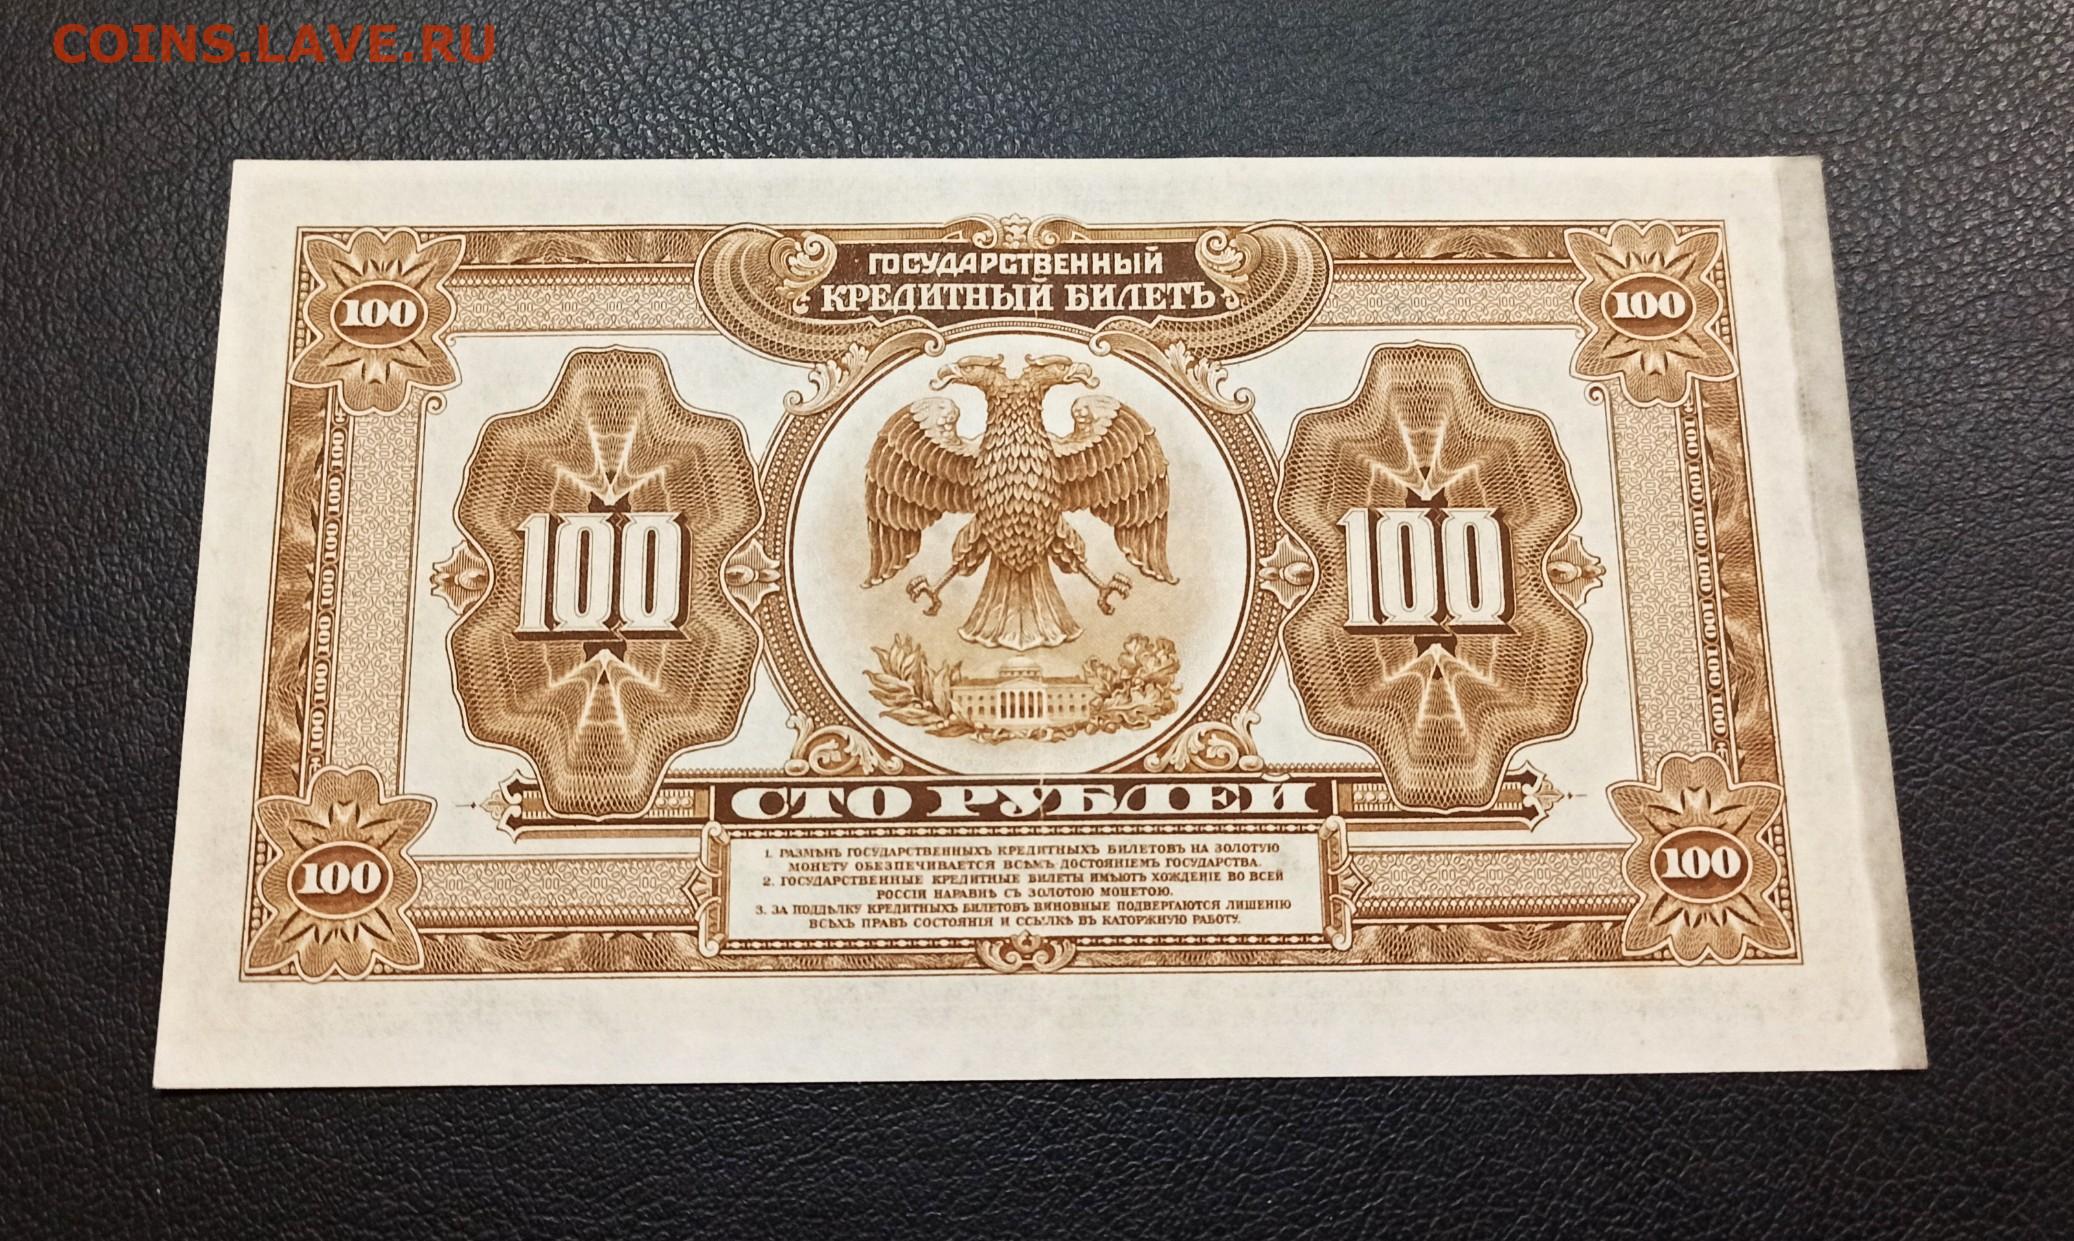 COINS.LAVE.RU
ГОСУДАРСТВЕННЫЙ
КРЕДИТНЫЙ БИЛЕТЪ
100
100
100
100
СТО РУБЛЕЙ
1. РАЗМѢНЪ ГОСУДАРСТВЕННЫХЪ КРЕДИТНЫХЪ БИЛЕТОВЪ НА ЗОЛОТУЮ
МОНЕТУ ОБЕЗПЕЧИВАЕТСЯ ВСѢМЪ ДОСТОЯНІЕМЪ ГОСУДАРСТВА.
2. ГОСУДАРСТВЕННЫЕ КРЕДИТНЫЕ БИЛЕТЫ ИМѢЮТЪ ХОЖДЕНІЕ ВО ВСЕЙ
РОССІИ НАРАВНѢ СЪ ЗОЛОТОЮ МОНЕТОЮ.
3. ЗА ПОДДѢЛКУ КРЕДИТНЫХЪ БИЛЕТОВЪ ВИНОВНЫЕ ПОДВЕРГАЮТСЯ ЛИШЕНІЮ
ВСѢХЪ ПРАВЪ СОСТОЯНІЯ И ССЫЛКѢ ВЪ КАТОРЖНУЮ РАБОТУ.
100
100